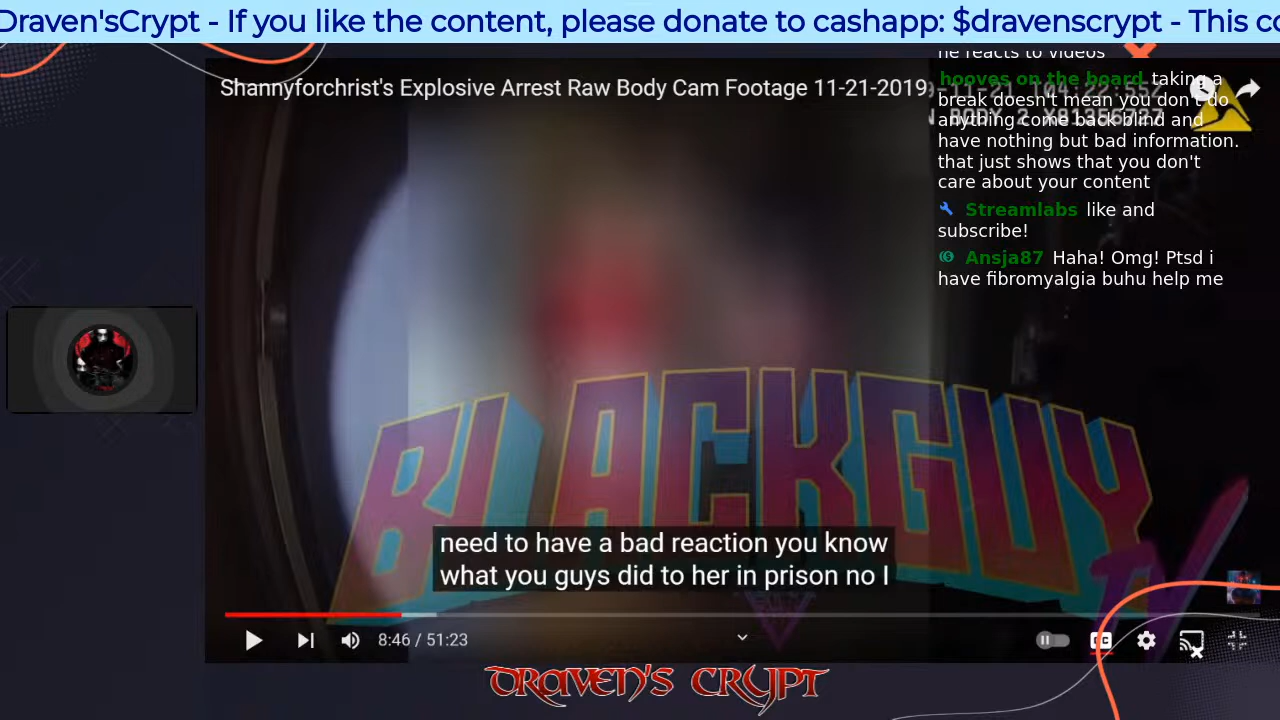 Draven'sCrypt - If you like the content, please donate to cashapp: $dravenscrypt - This co
he reacts to videos
Shannyforchrist's Explosive Arrest Raw Body Cam Footage 11-21-2019
hooves on the board taking a
break doesn't mean you don't do
anything come back blind and
have nothing but bad information.
that just shows that you don't
care about your content
Streamlabs like and
subscribe!
Ansja87 Haha! Omg! Ptsd i
have fibromyalgia buhu help me
BLACKGUY
TV
need to have a bad reaction you know
what you guys did to her in prison no I
8:46 / 51:23
CC
DRAVEN'S CRYPT